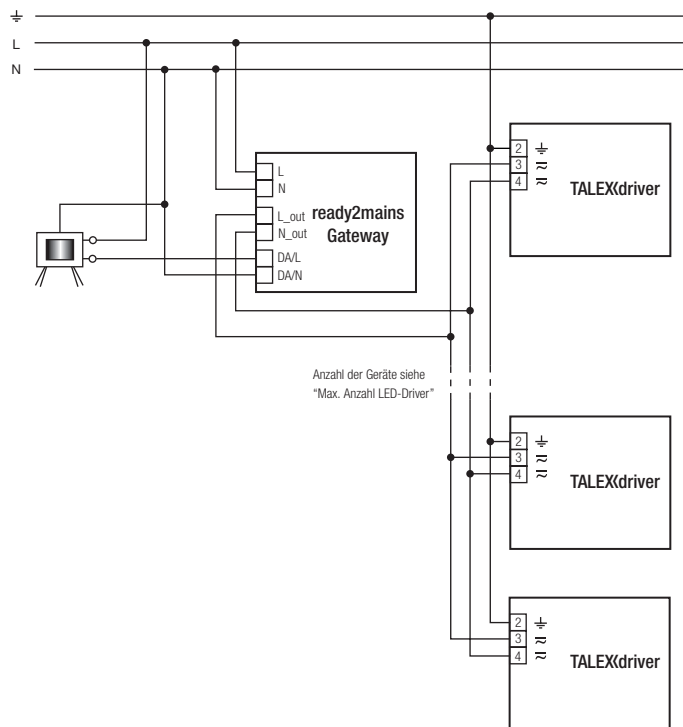 L
N
L
N
L_out
N_out
DA/L
DA/N
ready2mains
Gateway
2
3
4
TALEXdriver
Anzahl der Geräte siehe
“Max. Anzahl LED-Driver”
2
3
4
TALEXdriver
2
3
4
TALEXdriver